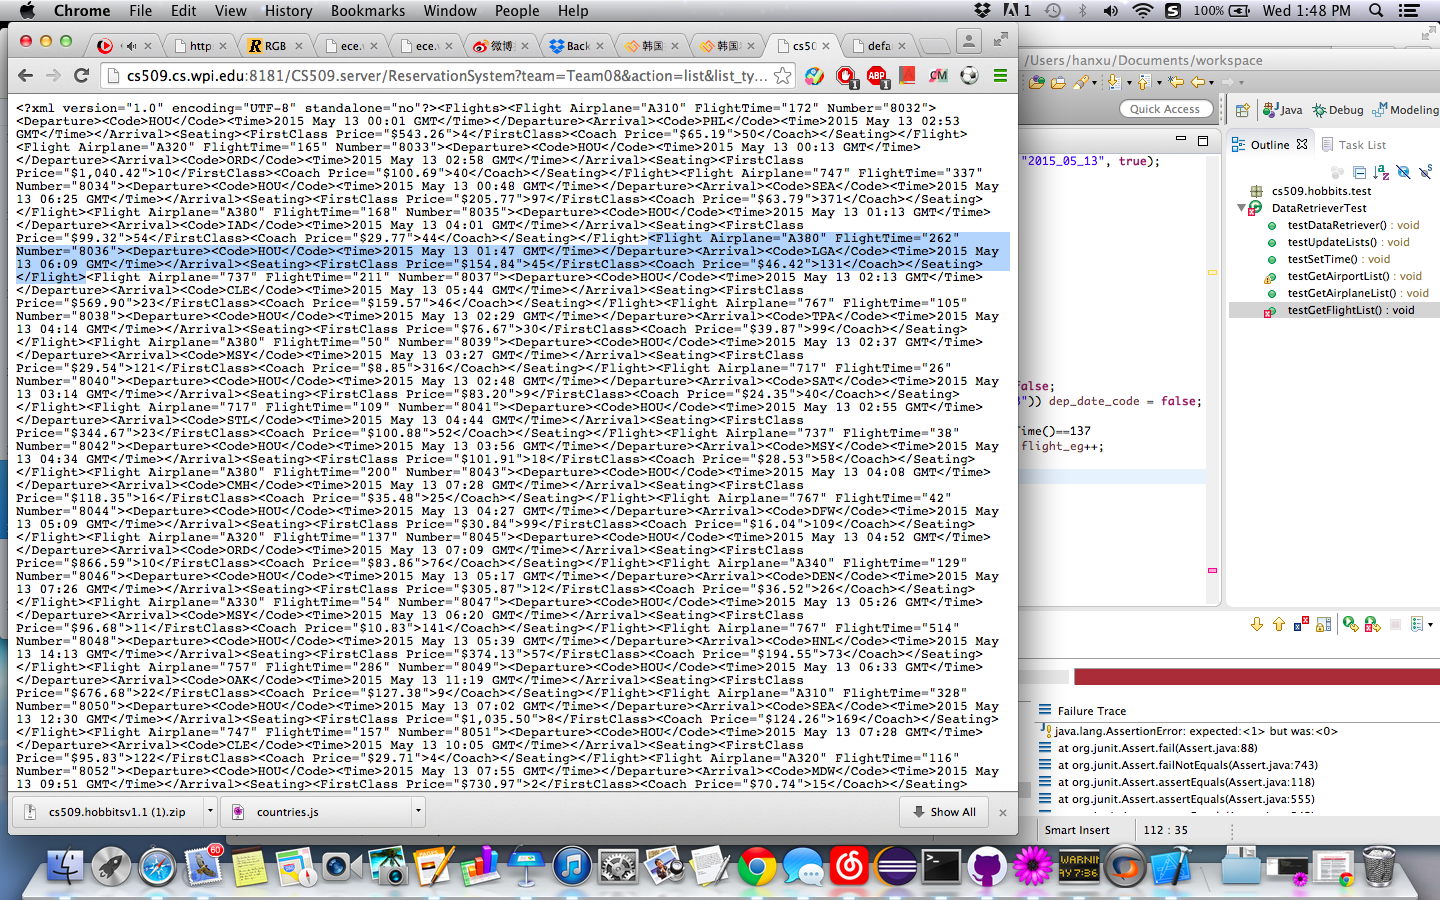 Chrome File Edit View History Bookmarks Window People Help 1 100% Wed 1:48 PM
http RGB ece. ece. 微博 Back 韩国 韩国 cs50 defa
cs509.cs.wpi.edu:8181/CS509.server/ReservationSystem?team=Team08&action=list&list_ty...
<?xml version="1.0" encoding="UTF-8" standalone="no"?><Flights><Flight Airplane="A310" FlightTime="172" Number="8032">
<Departure><Code>HOU</Code><Time>2015 May 13 00:01 GMT</Time></Departure><Arrival><Code>PHL</Code><Time>2015 May 13 02:53
GMT</Time></Arrival><Seating><FirstClass Price="$543.26">4</FirstClass><Coach Price="$65.19">50</Coach></Seating></Flight>
<Flight Airplane="A320" FlightTime="165" Number="8033"><Departure><Code>HOU</Code><Time>2015 May 13 00:13 GMT</Time>
</Departure><Arrival><Code>ORD</Code><Time>2015 May 13 02:58 GMT</Time></Arrival><Seating><FirstClass
Price="$1,040.42">10</FirstClass><Coach Price="$100.69">40</Coach></Seating></Flight><Flight Airplane="747" FlightTime="337"
Number="8034"><Departure><Code>HOU</Code><Time>2015 May 13 00:48 GMT</Time></Departure><Arrival><Code>SEA</Code><Time>2015 May
13 06:25 GMT</Time></Arrival><Seating><FirstClass Price="$205.77">97</FirstClass><Coach Price="$63.79">371</Coach></Seating>
</Flight><Flight Airplane="A380" FlightTime="168" Number="8035"><Departure><Code>HOU</Code><Time>2015 May 13 01:13 GMT</Time>
</Departure><Arrival><Code>IAD</Code><Time>2015 May 13 04:01 GMT</Time></Arrival><Seating><FirstClass
Price="$99.32">54</FirstClass><Coach Price="$29.77">44</Coach></Seating></Flight><Flight Airplane="A380" FlightTime="262"
Number="8036"><Departure><Code>HOU</Code><Time>2015 May 13 01:47 GMT</Time></Departure><Arrival><Code>LGA</Code><Time>2015 May
13 06:09 GMT</Time></Arrival><Seating><FirstClass Price="$154.84">45</FirstClass><Coach Price="$46.42">131</Coach></Seating>
</Flight><Flight Airplane="737" FlightTime="211" Number="8037"><Departure><Code>HOU</Code><Time>2015 May 13 02:13 GMT</Time>
</Departure><Arrival><Code>CLE</Code><Time>2015 May 13 05:44 GMT</Time></Arrival><Seating><FirstClass
Price="$569.90">23</FirstClass><Coach Price="$159.57">46</Coach></Seating></Flight><Flight Airplane="767" FlightTime="105"
Number="8038"><Departure><Code>HOU</Code><Time>2015 May 13 02:29 GMT</Time></Departure><Arrival><Code>TPA</Code><Time>2015 May
13 04:14 GMT</Time></Arrival><Seating><FirstClass Price="$76.67">30</FirstClass><Coach Price="$39.87">99</Coach></Seating>
</Flight><Flight Airplane="A380" FlightTime="50" Number="8039"><Departure><Code>HOU</Code><Time>2015 May 13 02:37 GMT</Time>
</Departure><Arrival><Code>MSY</Code><Time>2015 May 13 03:27 GMT</Time></Arrival><Seating><FirstClass
Price="$29.54">121</FirstClass><Coach Price="$8.85">316</Coach></Seating></Flight><Flight Airplane="717" FlightTime="26"
Number="8040"><Departure><Code>HOU</Code><Time>2015 May 13 02:48 GMT</Time></Departure><Arrival><Code>SAT</Code><Time>2015 May
13 03:14 GMT</Time></Arrival><Seating><FirstClass Price="$83.20">9</FirstClass><Coach Price="$24.35">40</Coach></Seating>
</Flight><Flight Airplane="717" FlightTime="109" Number="8041"><Departure><Code>HOU</Code><Time>2015 May 13 02:55 GMT</Time>
</Departure><Arrival><Code>STL</Code><Time>2015 May 13 04:44 GMT</Time></Arrival><Seating><FirstClass
Price="$344.67">23</FirstClass><Coach Price="$100.88">52</Coach></Seating></Flight><Flight Airplane="737" FlightTime="38"
Number="8042"><Departure><Code>HOU</Code><Time>2015 May 13 03:56 GMT</Time></Departure><Arrival><Code>MSY</Code><Time>2015 May
13 04:34 GMT</Time></Arrival><Seating><FirstClass Price="$101.91">18</FirstClass><Coach Price="$28.53">58</Coach></Seating>
</Flight><Flight Airplane="A380" FlightTime="200" Number="8043"><Departure><Code>HOU</Code><Time>2015 May 13 04:08 GMT</Time>
</Departure><Arrival><Code>CMH</Code><Time>2015 May 13 07:28 GMT</Time></Arrival><Seating><FirstClass
Price="$118.35">16</FirstClass><Coach Price="$35.48">25</Coach></Seating></Flight><Flight Airplane="767" FlightTime="42"
Number="8044"><Departure><Code>HOU</Code><Time>2015 May 13 04:27 GMT</Time></Departure><Arrival><Code>DFW</Code><Time>2015 May
13 05:09 GMT</Time></Arrival><Seating><FirstClass Price="$30.84">99</FirstClass><Coach Price="$16.04">109</Coach></Seating>
</Flight><Flight Airplane="A320" FlightTime="137" Number="8045"><Departure><Code>HOU</Code><Time>2015 May 13 04:52 GMT</Time>
</Departure><Arrival><Code>ORD</Code><Time>2015 May 13 07:09 GMT</Time></Arrival><Seating><FirstClass
Price="$866.59">10</FirstClass><Coach Price="$83.86">76</Coach></Seating></Flight><Flight Airplane="A340" FlightTime="129"
Number="8046"><Departure><Code>HOU</Code><Time>2015 May 13 05:17 GMT</Time></Departure><Arrival><Code>DEN</Code><Time>2015 May
13 07:26 GMT</Time></Arrival><Seating><FirstClass Price="$305.87">12</FirstClass><Coach Price="$36.52">26</Coach></Seating>
</Flight><Flight Airplane="A330" FlightTime="54" Number="8047"><Departure><Code>HOU</Code><Time>2015 May 13 05:26 GMT</Time>
</Departure><Arrival><Code>MSY</Code><Time>2015 May 13 06:20 GMT</Time></Arrival><Seating><FirstClass
Price="$96.68">11</FirstClass><Coach Price="$10.83">141</Coach></Seating></Flight><Flight Airplane="767" FlightTime="514"
Number="8048"><Departure><Code>HOU</Code><Time>2015 May 13 05:39 GMT</Time></Departure><Arrival><Code>HNL</Code><Time>2015 May
13 14:13 GMT</Time></Arrival><Seating><FirstClass Price="$374.13">57</FirstClass><Coach Price="$194.55">73</Coach></Seating>
</Flight><Flight Airplane="757" FlightTime="286" Number="8049"><Departure><Code>HOU</Code><Time>2015 May 13 06:33 GMT</Time>
</Departure><Arrival><Code>OAK</Code><Time>2015 May 13 11:19 GMT</Time></Arrival><Seating><FirstClass
Price="$676.68">22</FirstClass><Coach Price="$127.38">9</Coach></Seating></Flight><Flight Airplane="A310" FlightTime="328"
Number="8050"><Departure><Code>HOU</Code><Time>2015 May 13 07:02 GMT</Time></Departure><Arrival><Code>SEA</Code><Time>2015 May
13 12:30 GMT</Time></Arrival><Seating><FirstClass Price="$1,035.50">8</FirstClass><Coach Price="$124.26">169</Coach></Seating>
</Flight><Flight Airplane="747" FlightTime="157" Number="8051"><Departure><Code>HOU</Code><Time>2015 May 13 07:28 GMT</Time>
</Departure><Arrival><Code>CLE</Code><Time>2015 May 13 10:05 GMT</Time></Arrival><Seating><FirstClass
Price="$95.83">122</FirstClass><Coach Price="$29.71">4</Coach></Seating></Flight><Flight Airplane="A320" FlightTime="116"
Number="8052"><Departure><Code>HOU</Code><Time>2015 May 13 07:55 GMT</Time></Departure><Arrival><Code>MDW</Code><Time>2015 May
13 09:51 GMT</Time></Arrival><Seating><FirstClass Price="$730.97">2</FirstClass><Coach Price="$70.74">15</Coach></Seating>
cs509.hobbitsv1.1 (1).zip
countries.js
Show All
/Users/hanxu/Documents/workspace
Quick Access
Java Debug Modeling
"2015_05_13", true);
false;
")) dep_date_code = false;
Time()==137
flight_eg++;
Outline Task List
cs509.hobbits.test
DataRetrieverTest
testDataRetriever() : void
testUpdateLists() : void
testSetTime() : void
testGetAirportList() : void
testGetAirplaneList() : void
testGetFlightList() : void
Failure Trace
java.lang.AssertionError: expected:<1> but was:<0>
at org.junit.Assert.fail(Assert.java:88)
at org.junit.Assert.failNotEquals(Assert.java:743)
at org.junit.Assert.assertEquals(Assert.java:118)
at org.junit.Assert.assertEquals(Assert.java:555)
Smart Insert 112 : 35
60
WARNIN
AY 7:36